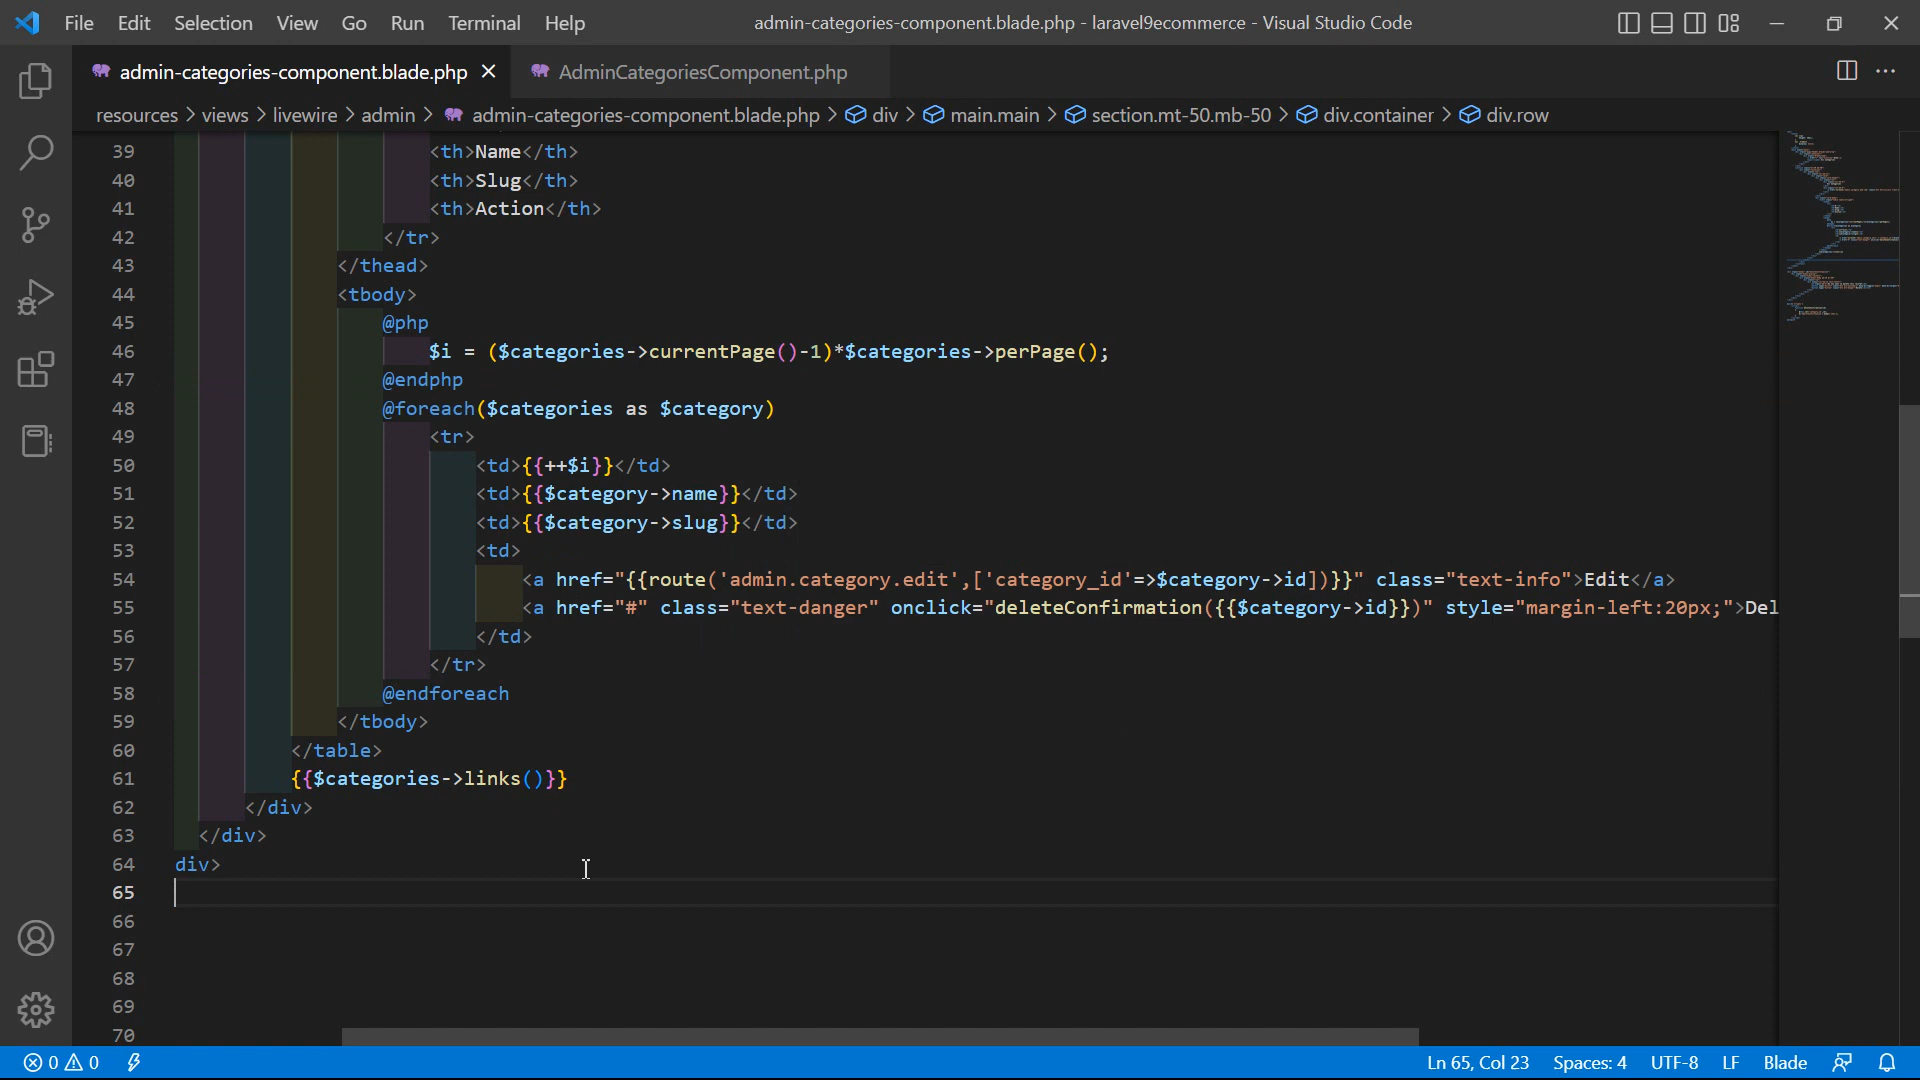 File Edit Selection View Go Run Terminal Help admin-categories-component.blade.php - laravel9ecommerce - Visual Studio Code
admin-categories-component.blade.php AdminCategoriesComponent.php
resources > views > livewire > admin > admin-categories-component.blade.php > div > main.main > section.mt-50.mb-50 > div.container > div.row
39 <th>Name</th>
40 <th>Slug</th>
41 <th>Action</th>
42 </tr>
43 </thead>
44 <tbody>
45 @php
46 $i = ($categories->currentPage()-1)*$categories->perPage();
47 @endphp
48 @foreach($categories as $category)
49 <tr>
50 <td>{{++$i}}</td>
51 <td>{{$category->name}}</td>
52 <td>{{$category->slug}}</td>
53 <td>
54 <a href="{{route('admin.category.edit',['category_id'=>$category->id])}}" class="text-info">Edit</a>
55 <a href="#" class="text-danger" onclick="deleteConfirmation({{$category->id}})" style="margin-left:20px;">Del
56 </td>
57 </tr>
58 @endforeach
59 </tbody>
60 </table>
61 {{$categories->links()}}
62 </div>
63 </div>
64 div>
65
66
67
68
69
70
0 0 Ln 65, Col 23 Spaces: 4 UTF-8 LF Blade